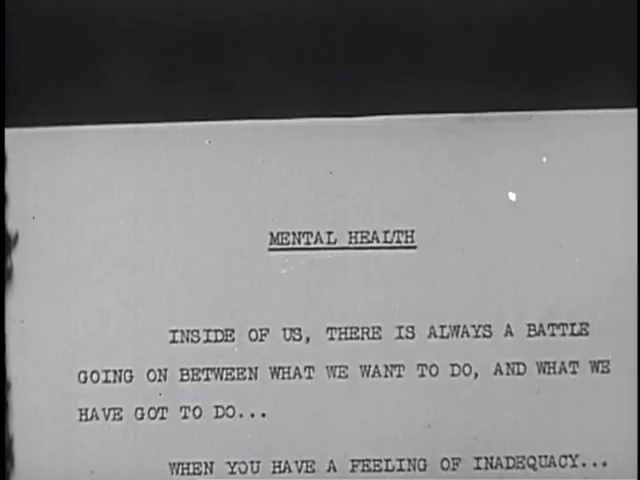 MENTAL HEALTH
INSIDE OF US, THERE IS ALWAYS A BATTLE
GOING ON BETWEEN WHAT WE WANT TO DO, AND WHAT WE
HAVE GOT TO DO...
WHEN YOU HAVE A FEELING OF INADEQUACY...